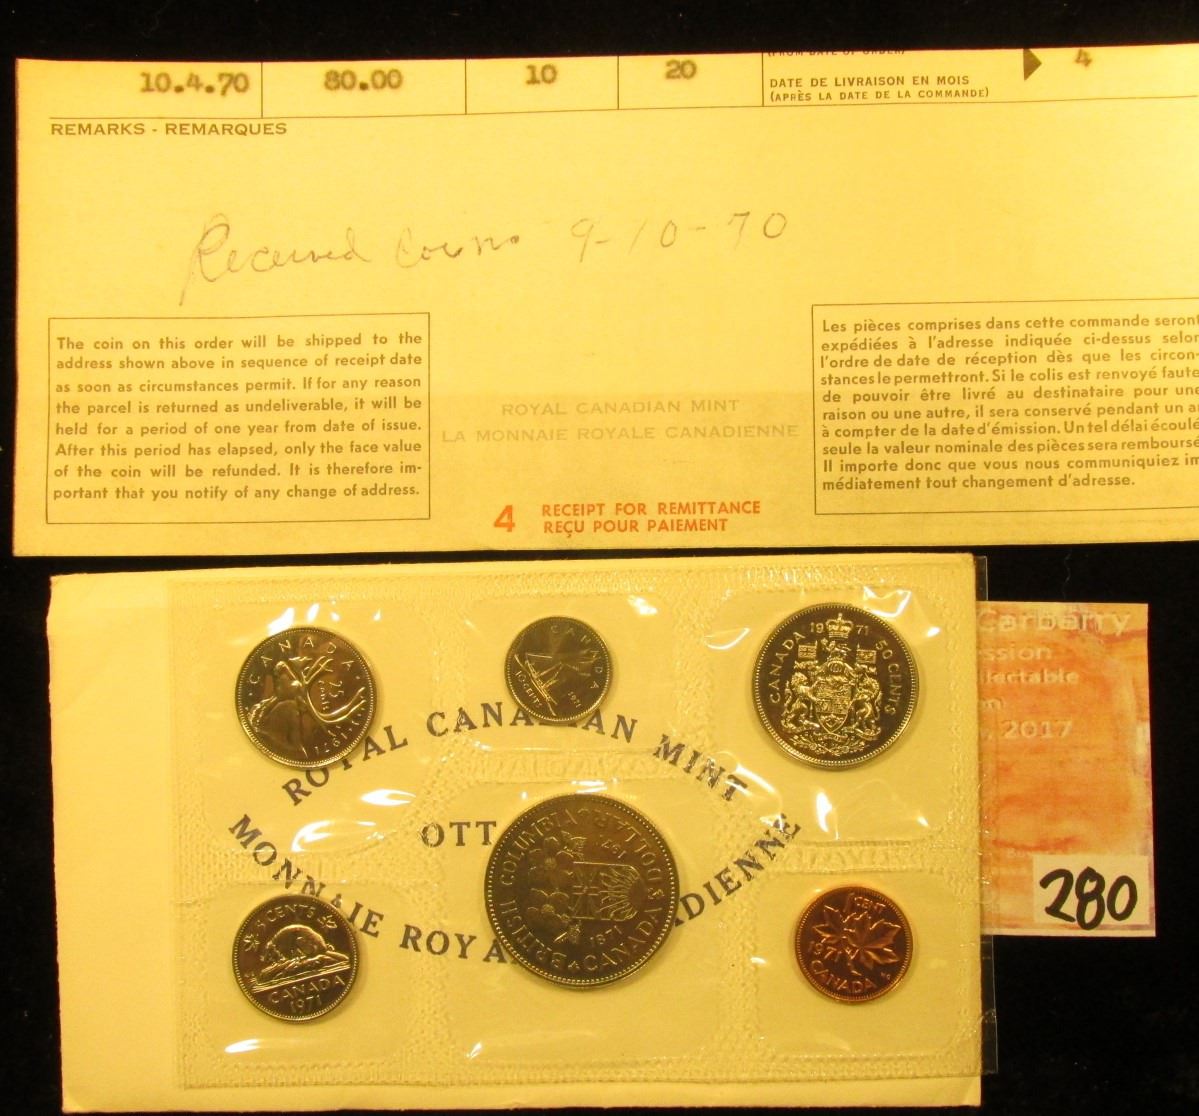 10.4.70 80.00 10 20 4
DATE DE LIVRAISON EN MOIS
(APRÈS LA DATE DE LA COMMANDE)
REMARKS - REMARQUES
Received Coins 9-10-70
The coin on this order will be shipped to the
address shown above in sequence of receipt date
as soon as circumstances permit. If for any reason
the parcel is returned as undeliverable, it will be
held for a period of one year from date of issue.
After this period has elapsed, only the face value
of the coin will be refunded. It is therefore im-
portant that you notify of any change of address.
ROYAL CANADIAN MINT
LA MONNAIE ROYALE CANADIENNE
4 RECEIPT FOR REMITTANCE
REÇU POUR PAIEMENT
Les pièces comprises dans cette commande seront
expédiées à l'adresse indiquée ci-dessus selon
l'ordre de date de réception dès que les circon-
stances le permettront. Si le colis est renvoyé faute
de pouvoir être livré au destinataire pour une
raison ou une autre, il sera conservé pendant un an
à compter de la date d'émission. Un tel délai écoulé
seule la valeur nominale des pièces sera remboursé
Il importe donc que vous nous communiquiez im
médiatement tout changement d'adresse.
CANADA 25 cents 1971
CANADA 10 CENTS 1971
CANADA 1971 50 CENTS
ROYAL CANADIAN MINT
OTT
MONNAIE ROYA ADIENNE
5 CENTS CANADA 1971
BRITISH COLUMBIA 1871 1971 CANADA DOLLAR
1 CENT 1971 CANADA
Carberry
ssion
lectable
2017
280